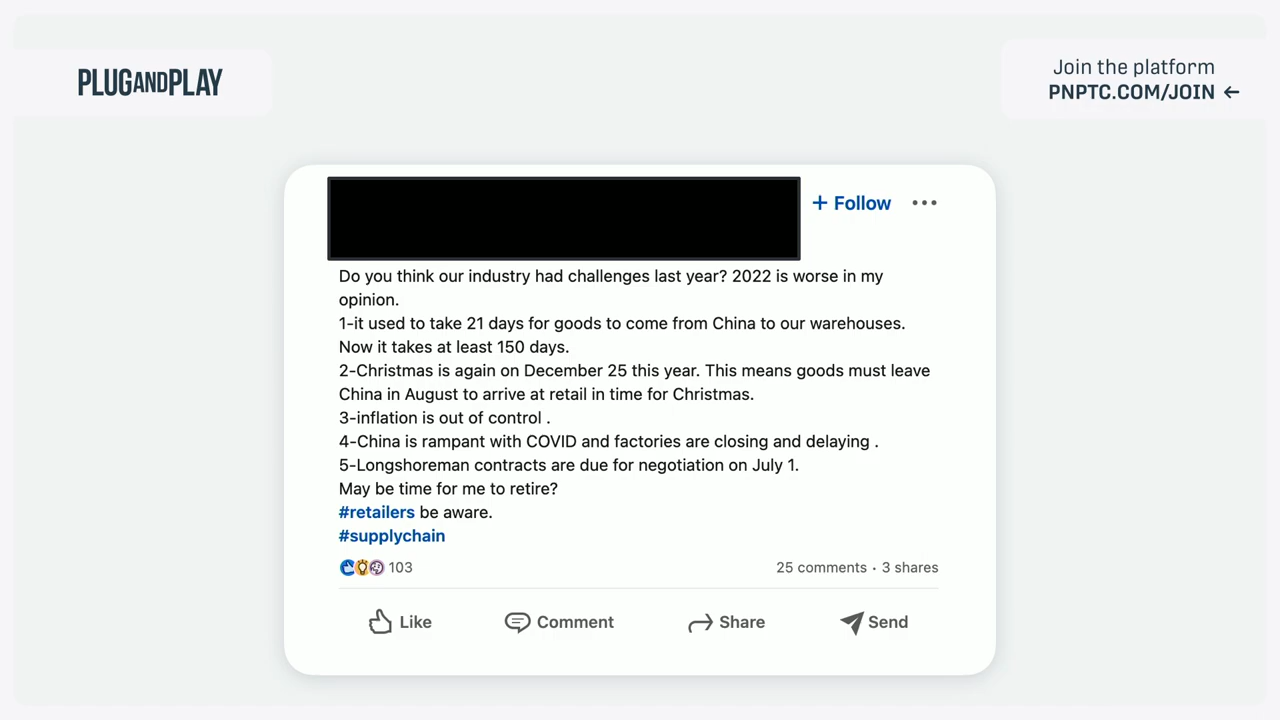 PLUGANDPLAY
Join the platform
PNPTC.COM/JOIN ←
+ Follow •••
Do you think our industry had challenges last year? 2022 is worse in my
opinion.
1-it used to take 21 days for goods to come from China to our warehouses.
Now it takes at least 150 days.
2-Christmas is again on December 25 this year. This means goods must leave
China in August to arrive at retail in time for Christmas.
3-inflation is out of control .
4-China is rampant with COVID and factories are closing and delaying .
5-Longshoreman contracts are due for negotiation on July 1.
May be time for me to retire?
#retailers be aware.
#supplychain
103 25 comments · 3 shares
Like Comment Share Send